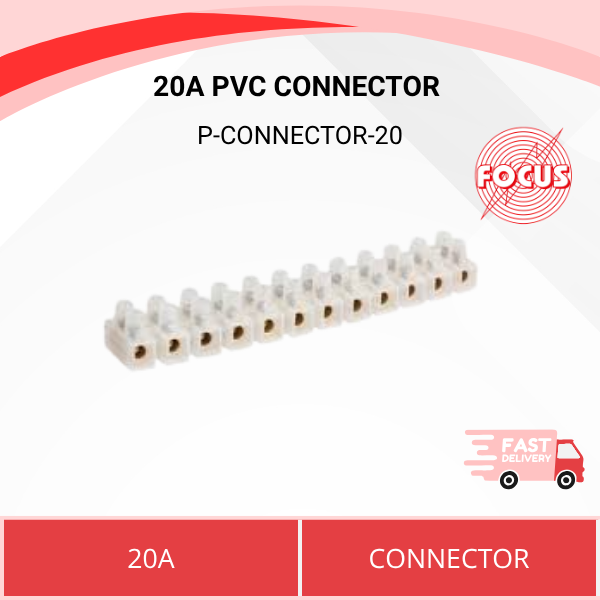 20A PVC CONNECTOR
P-CONNECTOR-20
FOCUS
FAST
DELIVERY
20A
CONNECTOR